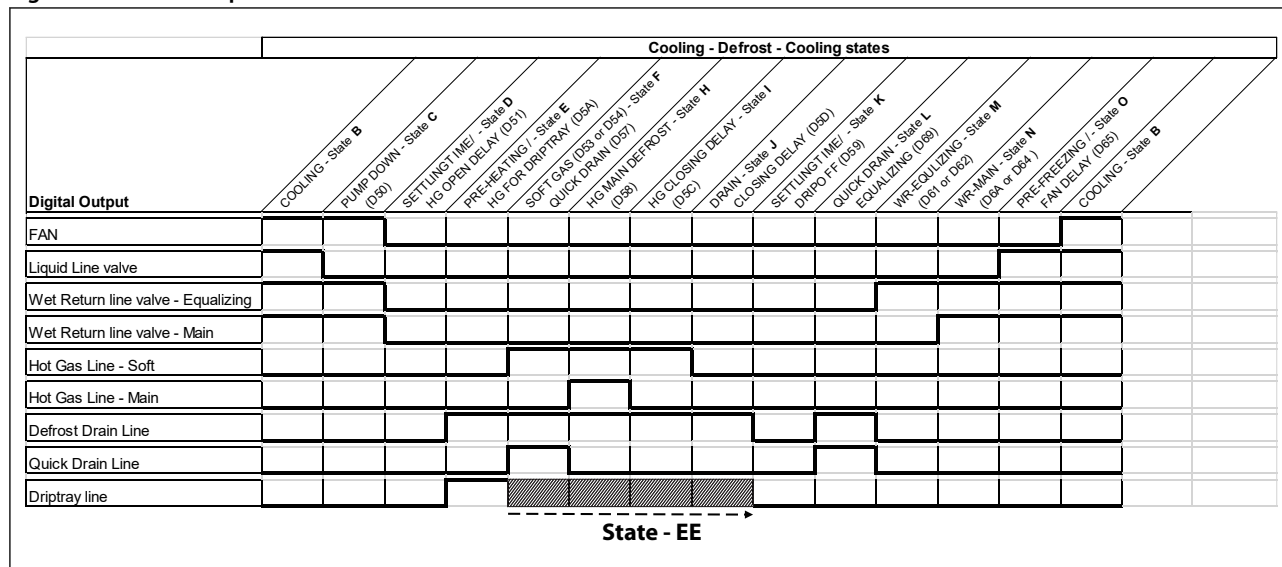 Cooling - Defrost - Cooling states
Digital Output
COOLING - State B
PUMP DOWN - State C
(D50)
SETTLINGTIME/ - State D
HG OPEN DELAY (D51)
PRE-HEATING / - State E
HG FOR DRIPTRAY (D5A)
SOFT GAS (D53 or D54) - State F
QUICK DRAIN (D57)
HG MAIN DEFROST - State H
(D58)
HG CLOSING DELAY - State I
(D5C)
DRAIN - State J
CLOSING DELAY (D5D)
SETTLING IME/ - State K
DRIPO FF (D59)
QUICK DRAIN - State L
EQUALIZING (D69)
WR-EQULIZING - State M
(D61 or D62)
WR-MAIN - State N
(D6A or D64 )
PRE-FREEZING / - State O
FAN DELAY (D65)
COOLING - State B
FAN
Liquid Line valve
Wet Return line valve - Equalizing
Wet Return line valve - Main
Hot Gas Line - Soft
Hot Gas Line - Main
Defrost Drain Line
Quick Drain Line
Driptray line
State - EE